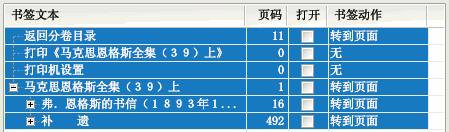 书签文本 页码 打开 书签动作
返回分卷目录 11 转到页面
打印《马克思恩格斯全集（３９）上》 0 无
打印机设置 0 无
马克思恩格斯全集（３９）上 1 转到页面
弗．恩格斯的书信（１８９３年１... 16 转到页面
补　　遗 492 转到页面